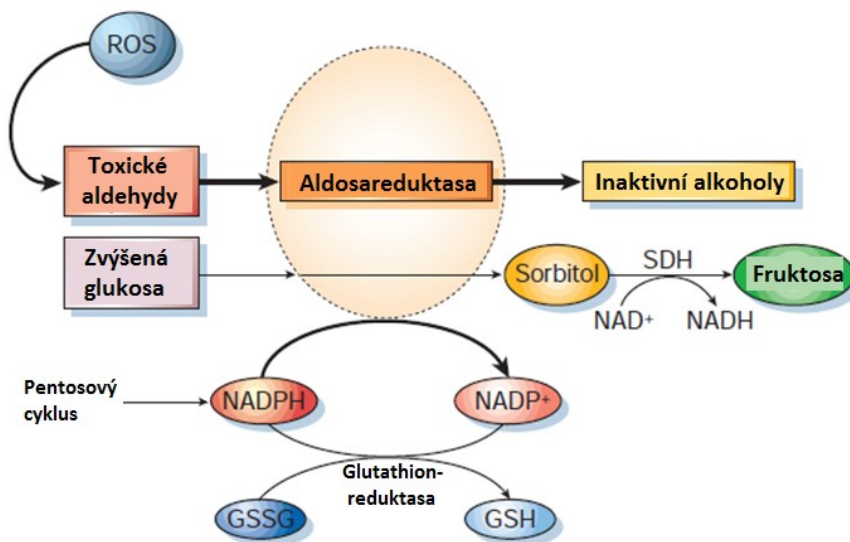 ROS
Toxické
aldehydy
Aldosareduktasa
Inaktivní alkoholy
Zvýšená
glukosa
Sorbitol
SDH
Fruktosa
NAD+
NADH
Pentosový
cyklus
NADPH
NADP+
Glutathion-
reduktasa
GSSG
GSH